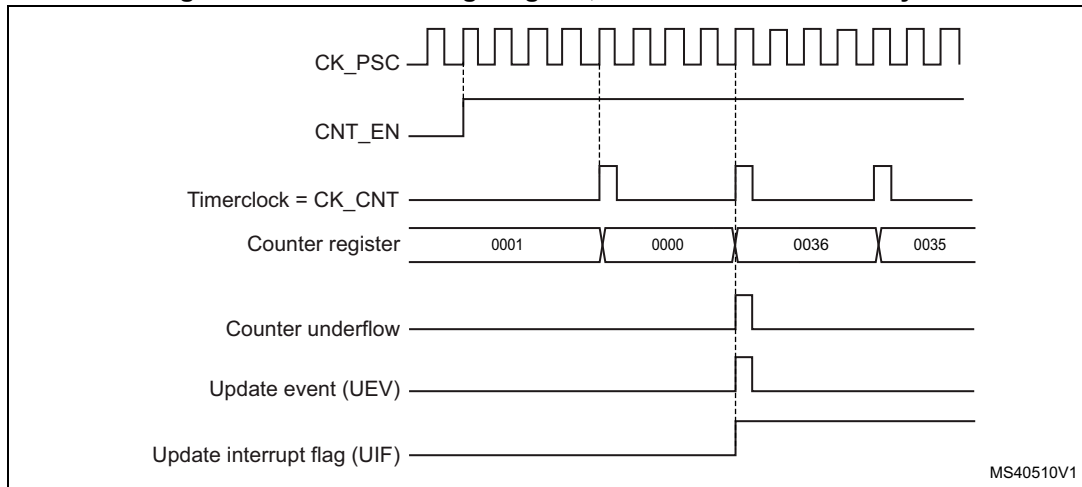 CK_PSC
CNT_EN
Timerclock = CK_CNT
Counter register 0001 0000 0036 0035
Counter underflow
Update event (UEV)
Update interrupt flag (UIF)
MS40510V1